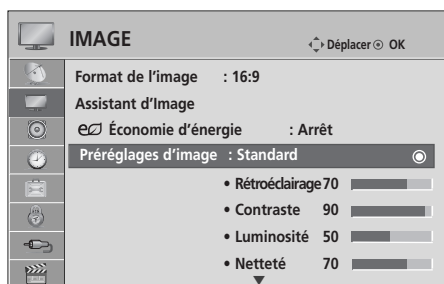 IMAGE
Déplacer OK
Format de l'image : 16:9
Assistant d'Image
eco Économie d'énergie : Arrêt
Préréglages d'image : Standard
• Rétroéclairage 70
• Contraste 90
• Luminosité 50
• Netteté 70